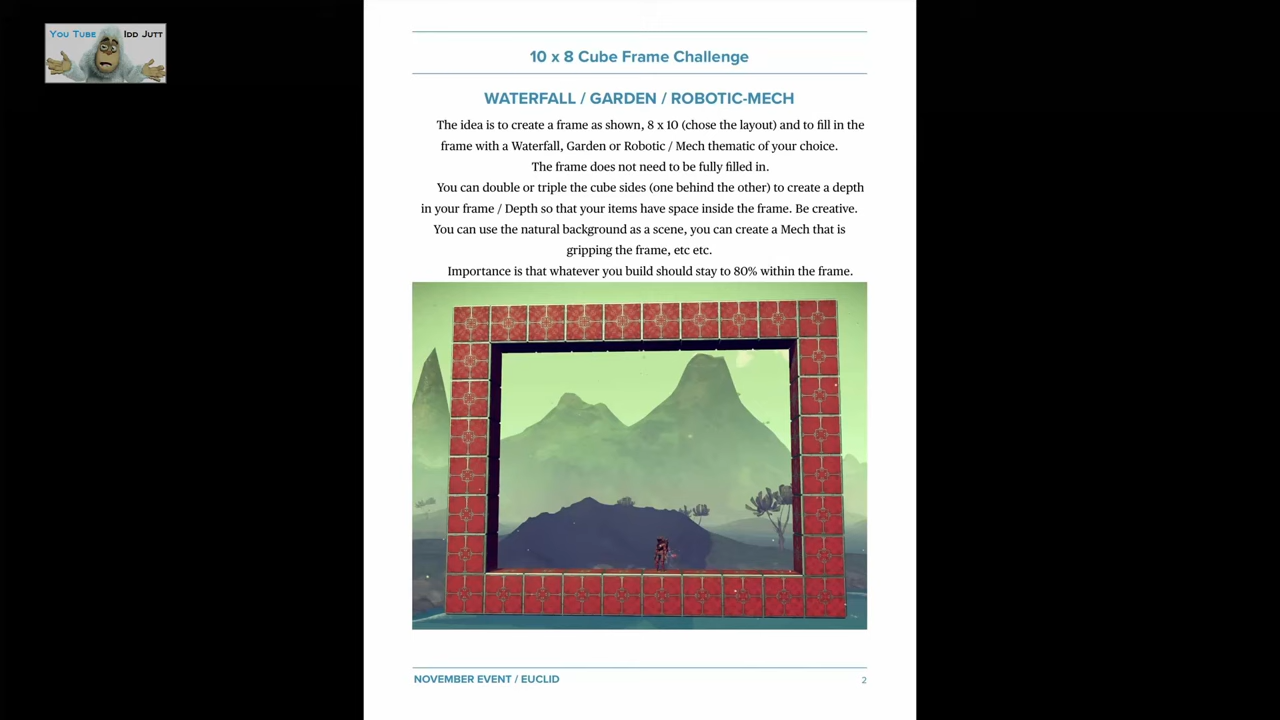 You Tube Idd Jutt
10 x 8 Cube Frame Challenge
WATERFALL / GARDEN / ROBOTIC-MECH
The idea is to create a frame as shown, 8 x 10 (chose the layout) and to fill in the
frame with a Waterfall, Garden or Robotic / Mech thematic of your choice.
The frame does not need to be fully filled in.
You can double or triple the cube sides (one behind the other) to create a depth
in your frame / Depth so that your items have space inside the frame. Be creative.
You can use the natural background as a scene, you can create a Mech that is
gripping the frame, etc etc.
Importance is that whatever you build should stay to 80% within the frame.
NOVEMBER EVENT / EUCLID 2